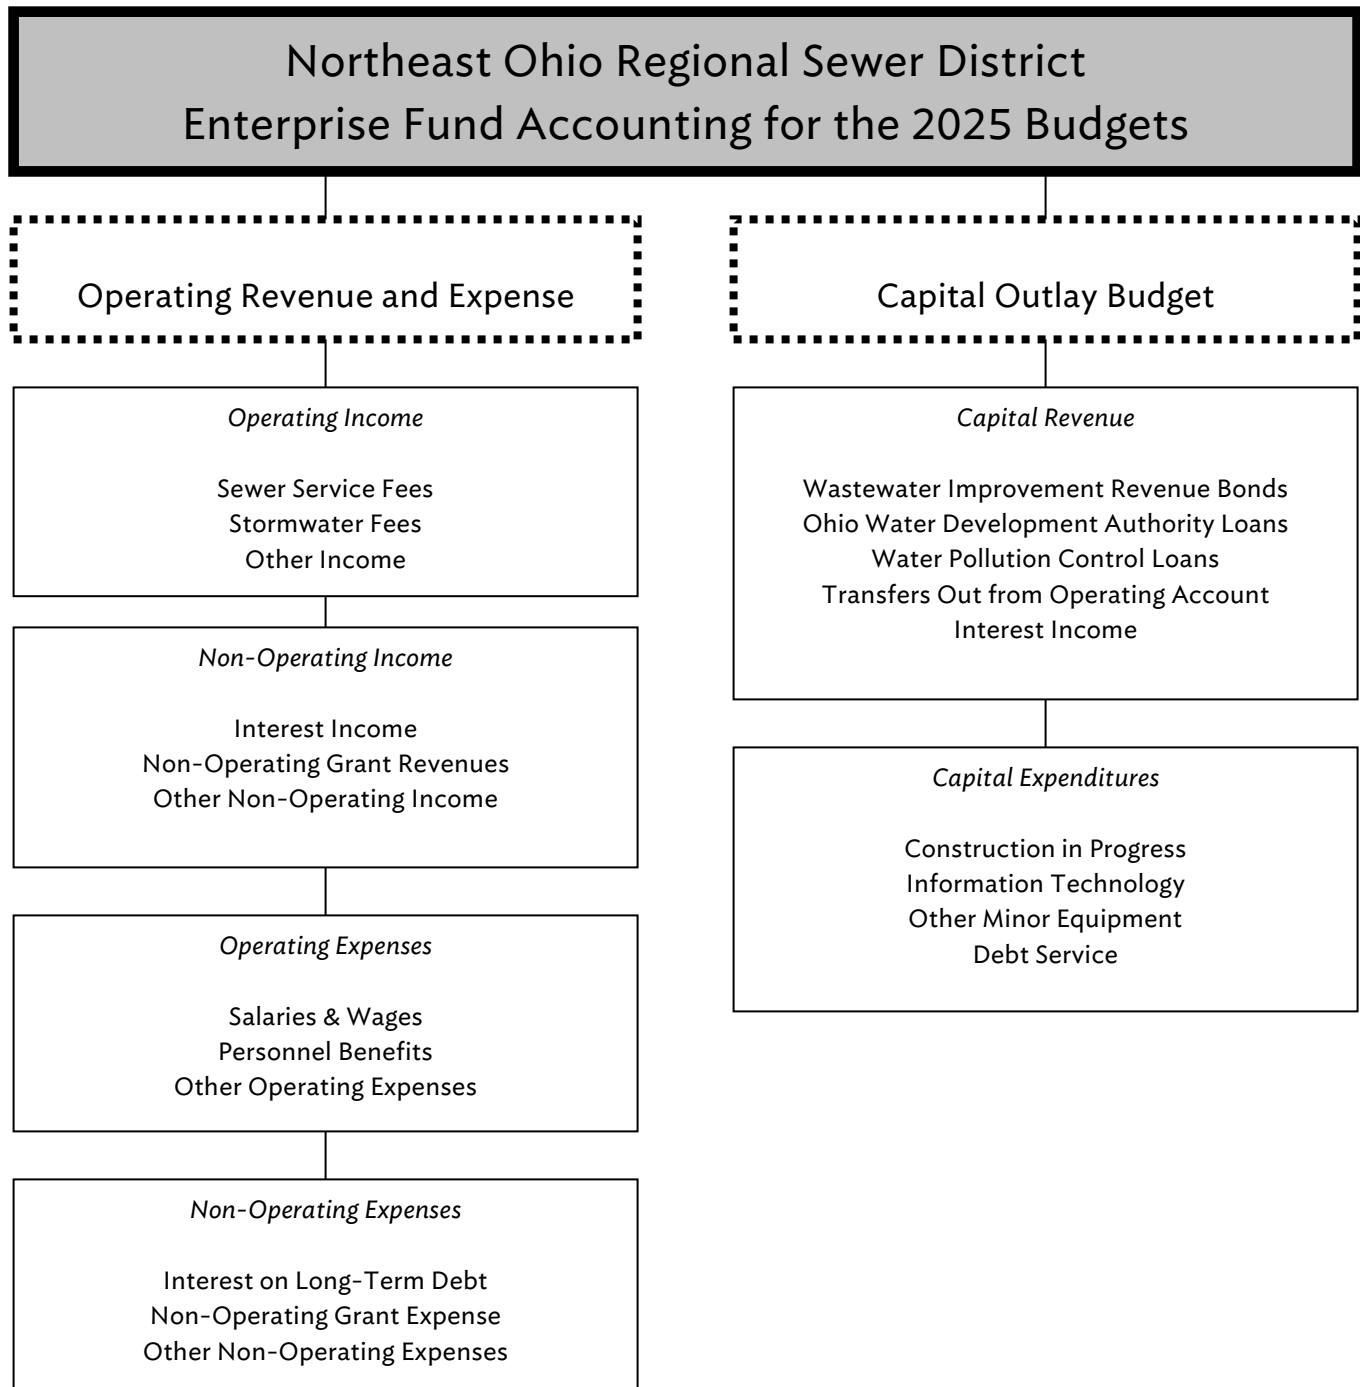 Northeast Ohio Regional Sewer District
Enterprise Fund Accounting for the 2025 Budgets
Operating Revenue and Expense
Operating Income
Sewer Service Fees
Stormwater Fees
Other Income
Non-Operating Income
Interest Income
Non-Operating Grant Revenues
Other Non-Operating Income
Operating Expenses
Salaries & Wages
Personnel Benefits
Other Operating Expenses
Non-Operating Expenses
Interest on Long-Term Debt
Non-Operating Grant Expense
Other Non-Operating Expenses
Capital Outlay Budget
Capital Revenue
Wastewater Improvement Revenue Bonds
Ohio Water Development Authority Loans
Water Pollution Control Loans
Transfers Out from Operating Account
Interest Income
Capital Expenditures
Construction in Progress
Information Technology
Other Minor Equipment
Debt Service